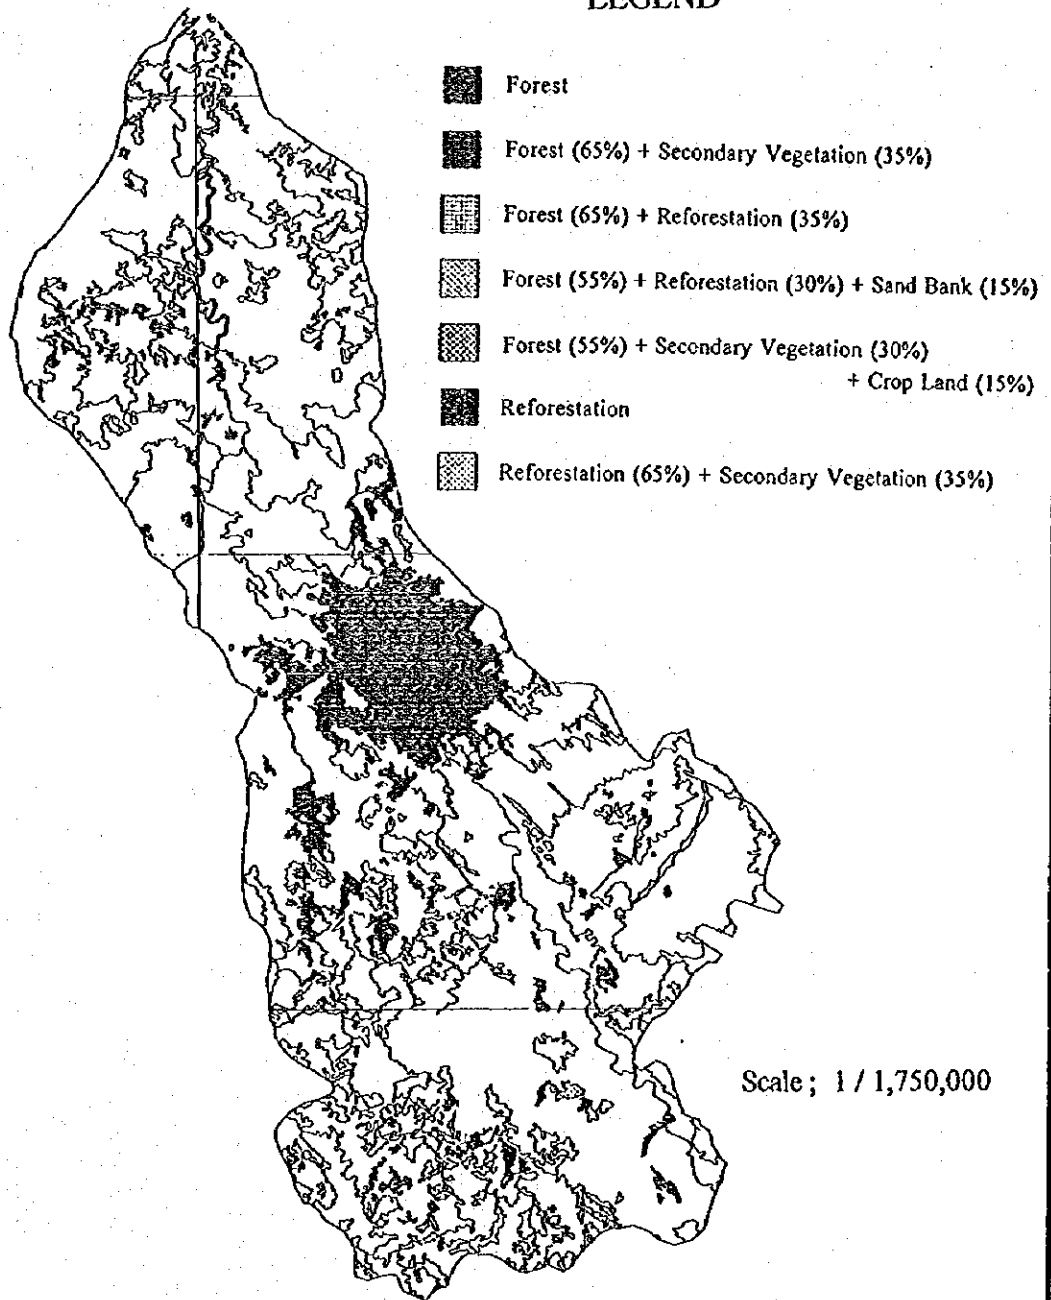 LEGEND
Forest
Forest (65%) + Secondary Vegetation (35%)
Forest (65%) + Reforestation (35%)
Forest (55%) + Reforestation (30%) + Sand Bank (15%)
Forest (55%) + Secondary Vegetation (30%)
+ Crop Land (15%)
Reforestation
Reforestation (65%) + Secondary Vegetation (35%)
Scale ; 1 / 1,750,000